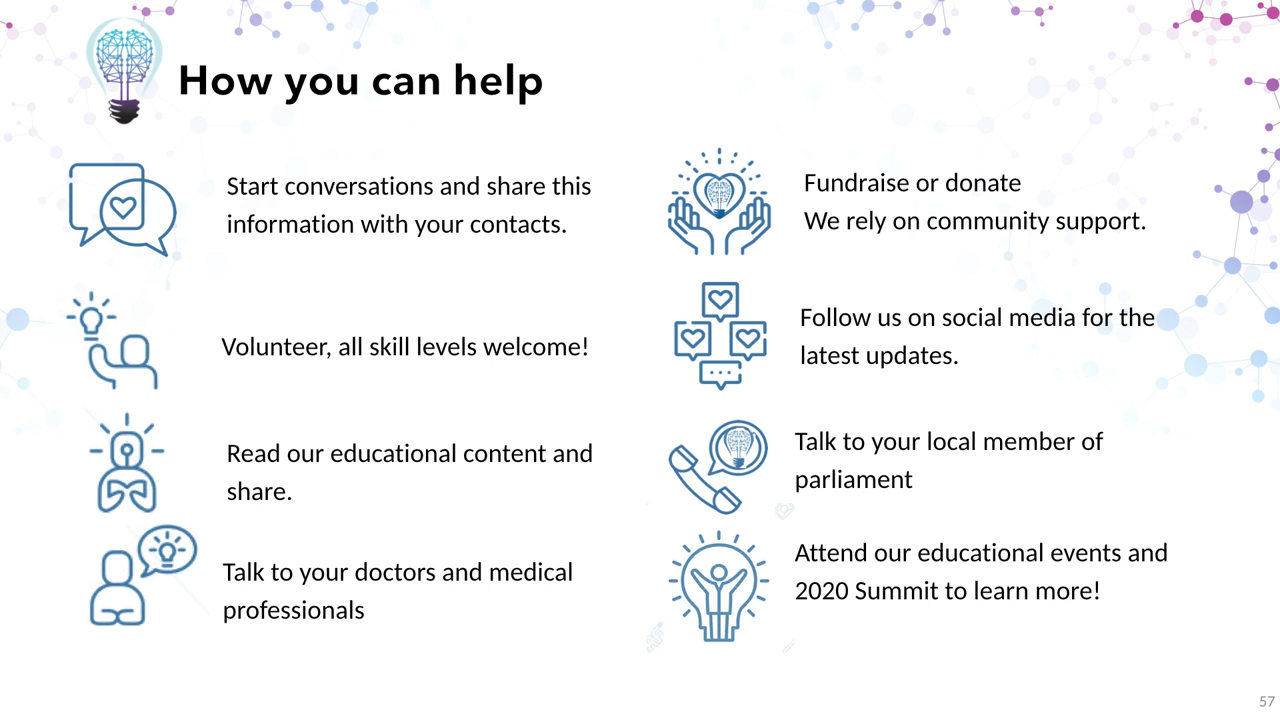 How you can help
Start conversations and share this
information with your contacts.
Volunteer, all skill levels welcome!
Read our educational content and
share.
Talk to your doctors and medical
professionals
Fundraise or donate
We rely on community support.
Follow us on social media for the
latest updates.
Talk to your local member of
parliament
Attend our educational events and
2020 Summit to learn more!
57